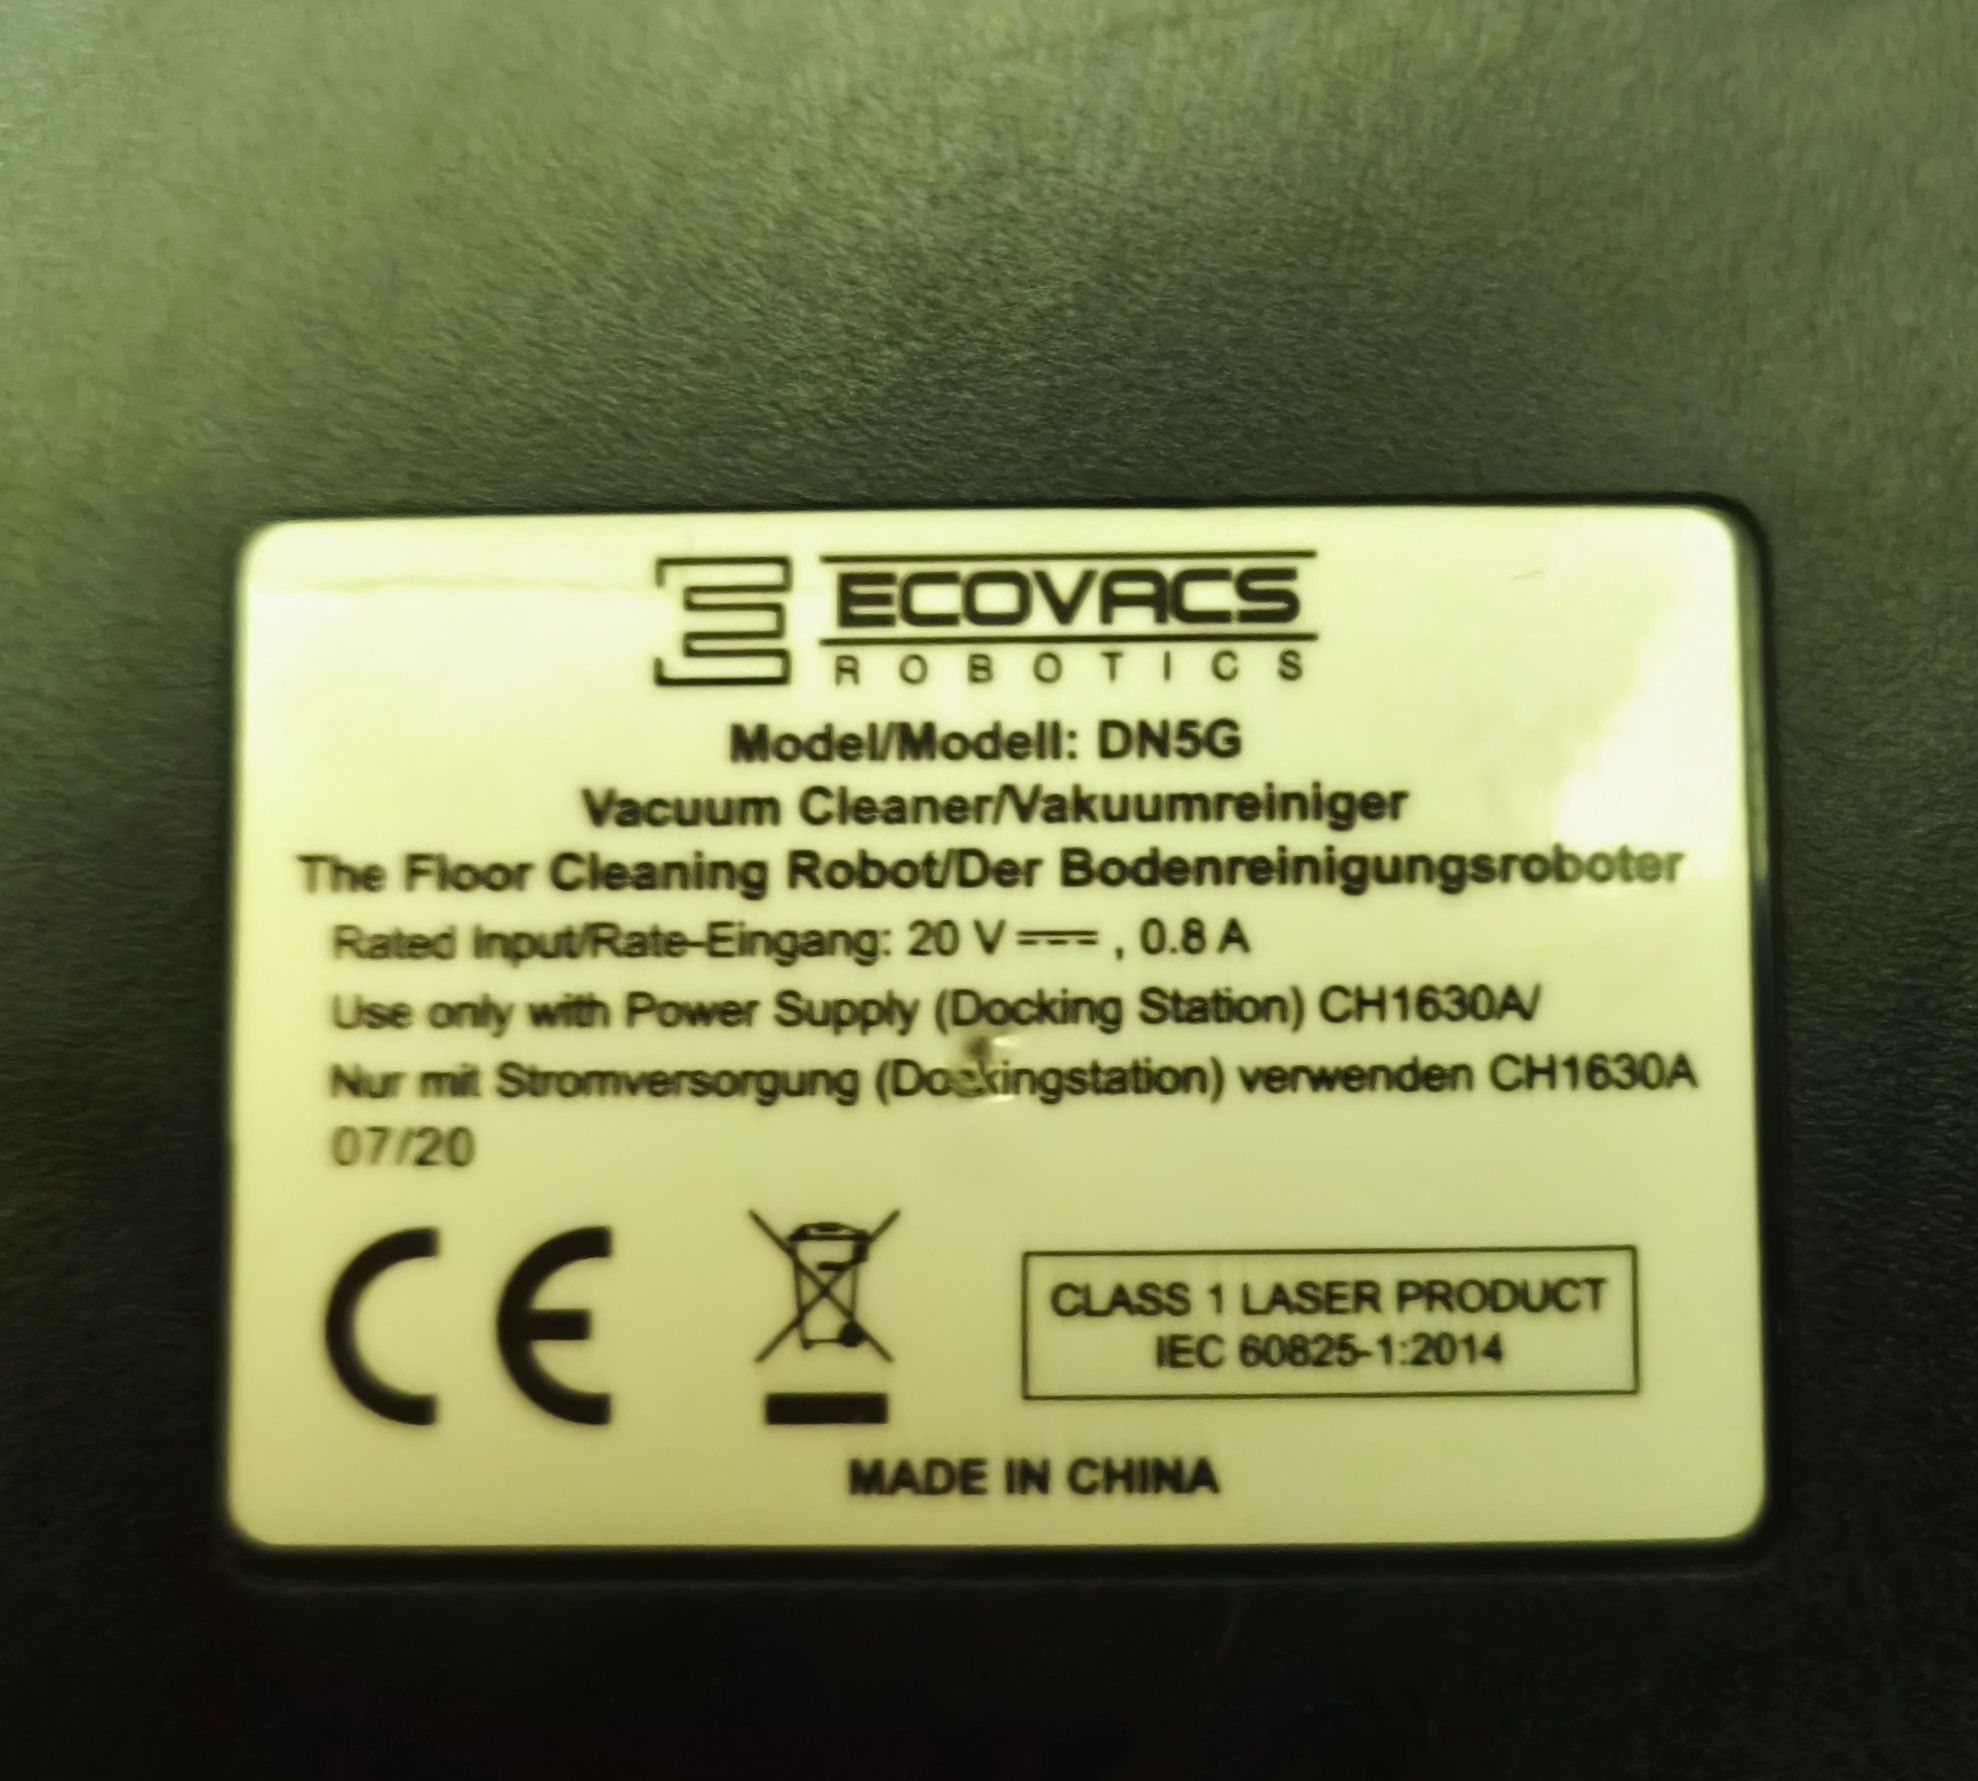 ECOVACS
ROBOTICS
Model/Modell: DN5G
Vacuum Cleaner/Vakuumreiniger
The Floor Cleaning Robot/Der Bodenreinigungsroboter
Rated Input/Rate-Eingang: 20 V⎓, 0.8 A
Use only with Power Supply (Docking Station) CH1630A/
Nur mit Stromversorgung (Dockingstation) verwenden CH1630A
07/20
CE
CLASS 1 LASER PRODUCT
IEC 60825-1:2014
MADE IN CHINA